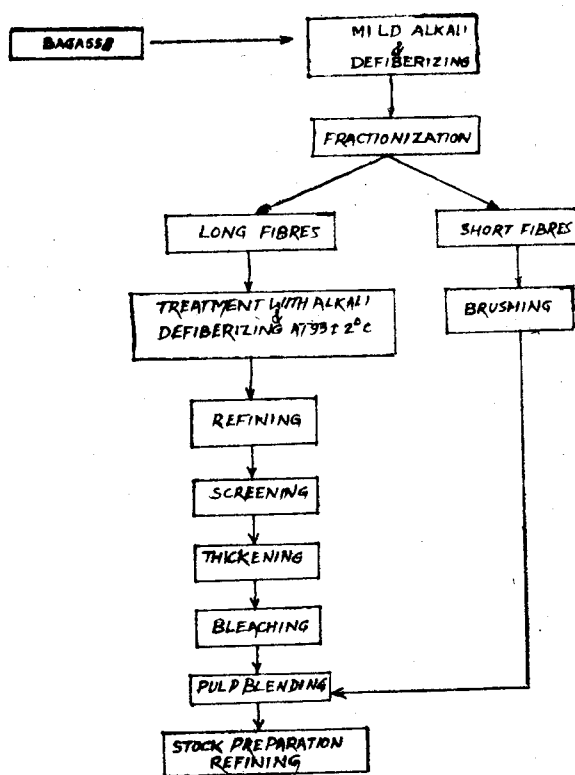 BAGASSE
MILD ALKALI
&
DEFIBERIZING
FRACTIONIZATION
LONG FIBRES
SHORT FIBRES
TREATMENT WITH ALKALI
&
DEFIBERIZING AT 93 ± 2°C
BRUSHING
REFINING
SCREENING
THICKENING
BLEACHING
PULP BLENDING
STOCK PREPARATION
REFINING